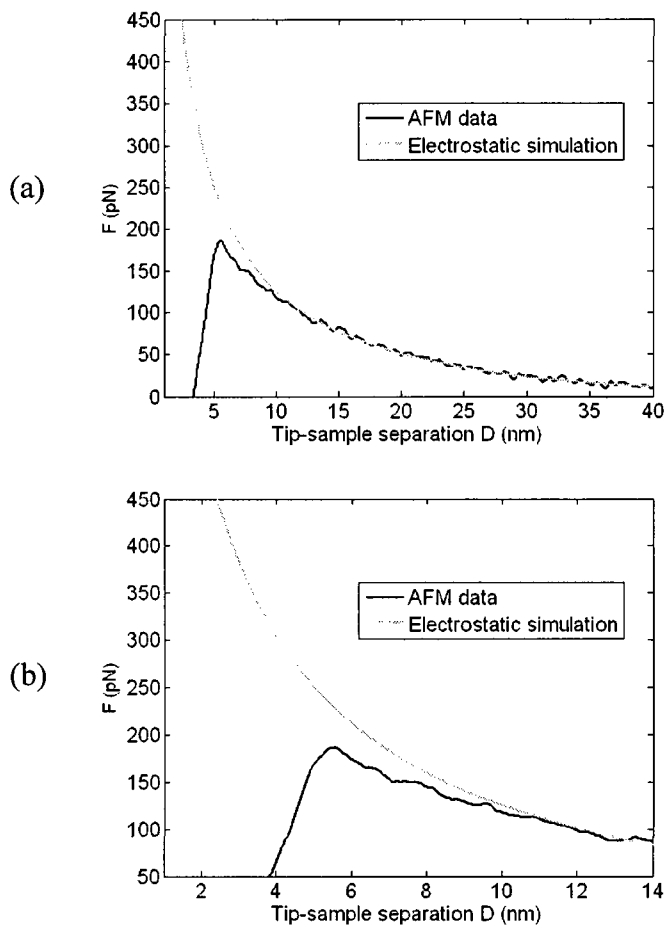 (a)
F (pN)
450
400
350
300
250
200
150
100
50
0
AFM data
Electrostatic simulation
5 10 15 20 25 30 35 40
Tip-sample separation D (nm)
(b)
F (pN)
450
400
350
300
250
200
150
100
50
AFM data
Electrostatic simulation
2 4 6 8 10 12 14
Tip-sample separation D (nm)